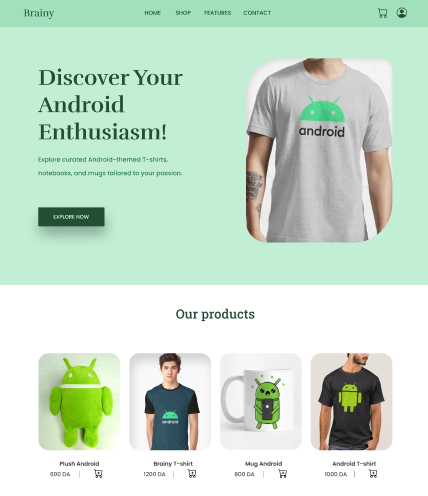 Brainy
HOME SHOP FEATURES CONTACT
Discover Your
Android
Enthusiasm!
Explore curated Android-themed T-shirts,
notebooks, and mugs tailored to your passion.
EXPLORE NOW
android
Our products
android
Plush Android
600 DA
Brainy T-shirt
1200 DA
Mug Android
800 DA
Android T-shirt
1000 DA